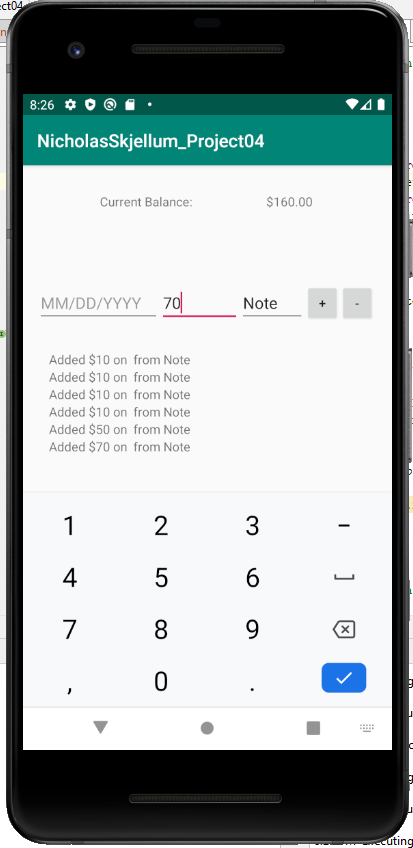 ct04
8:26
NicholasSkjellum_Project04
Current Balance: $160.00
MM/DD/YYYY 70 Note + -
Added $10 on  from Note
Added $10 on  from Note
Added $10 on  from Note
Added $10 on  from Note
Added $50 on  from Note
Added $70 on  from Note
1 2 3 -
4 5 6
7 8 9
, 0 .
executing